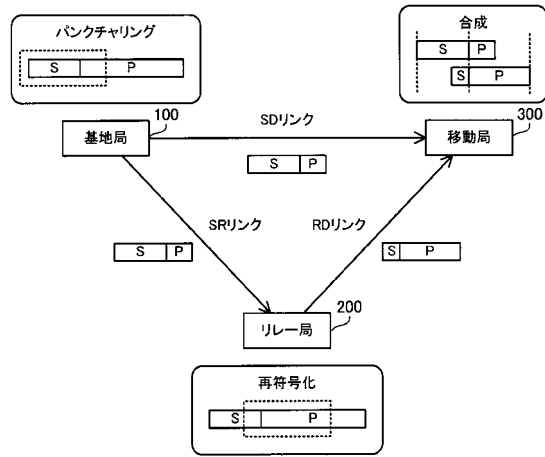 パンクチャリング
S P
合成
S P
S P
100
基地局
SDリンク
300
移動局
S P
SRリンク
RDリンク
S P
S P
200
リレー局
再符号化
S P